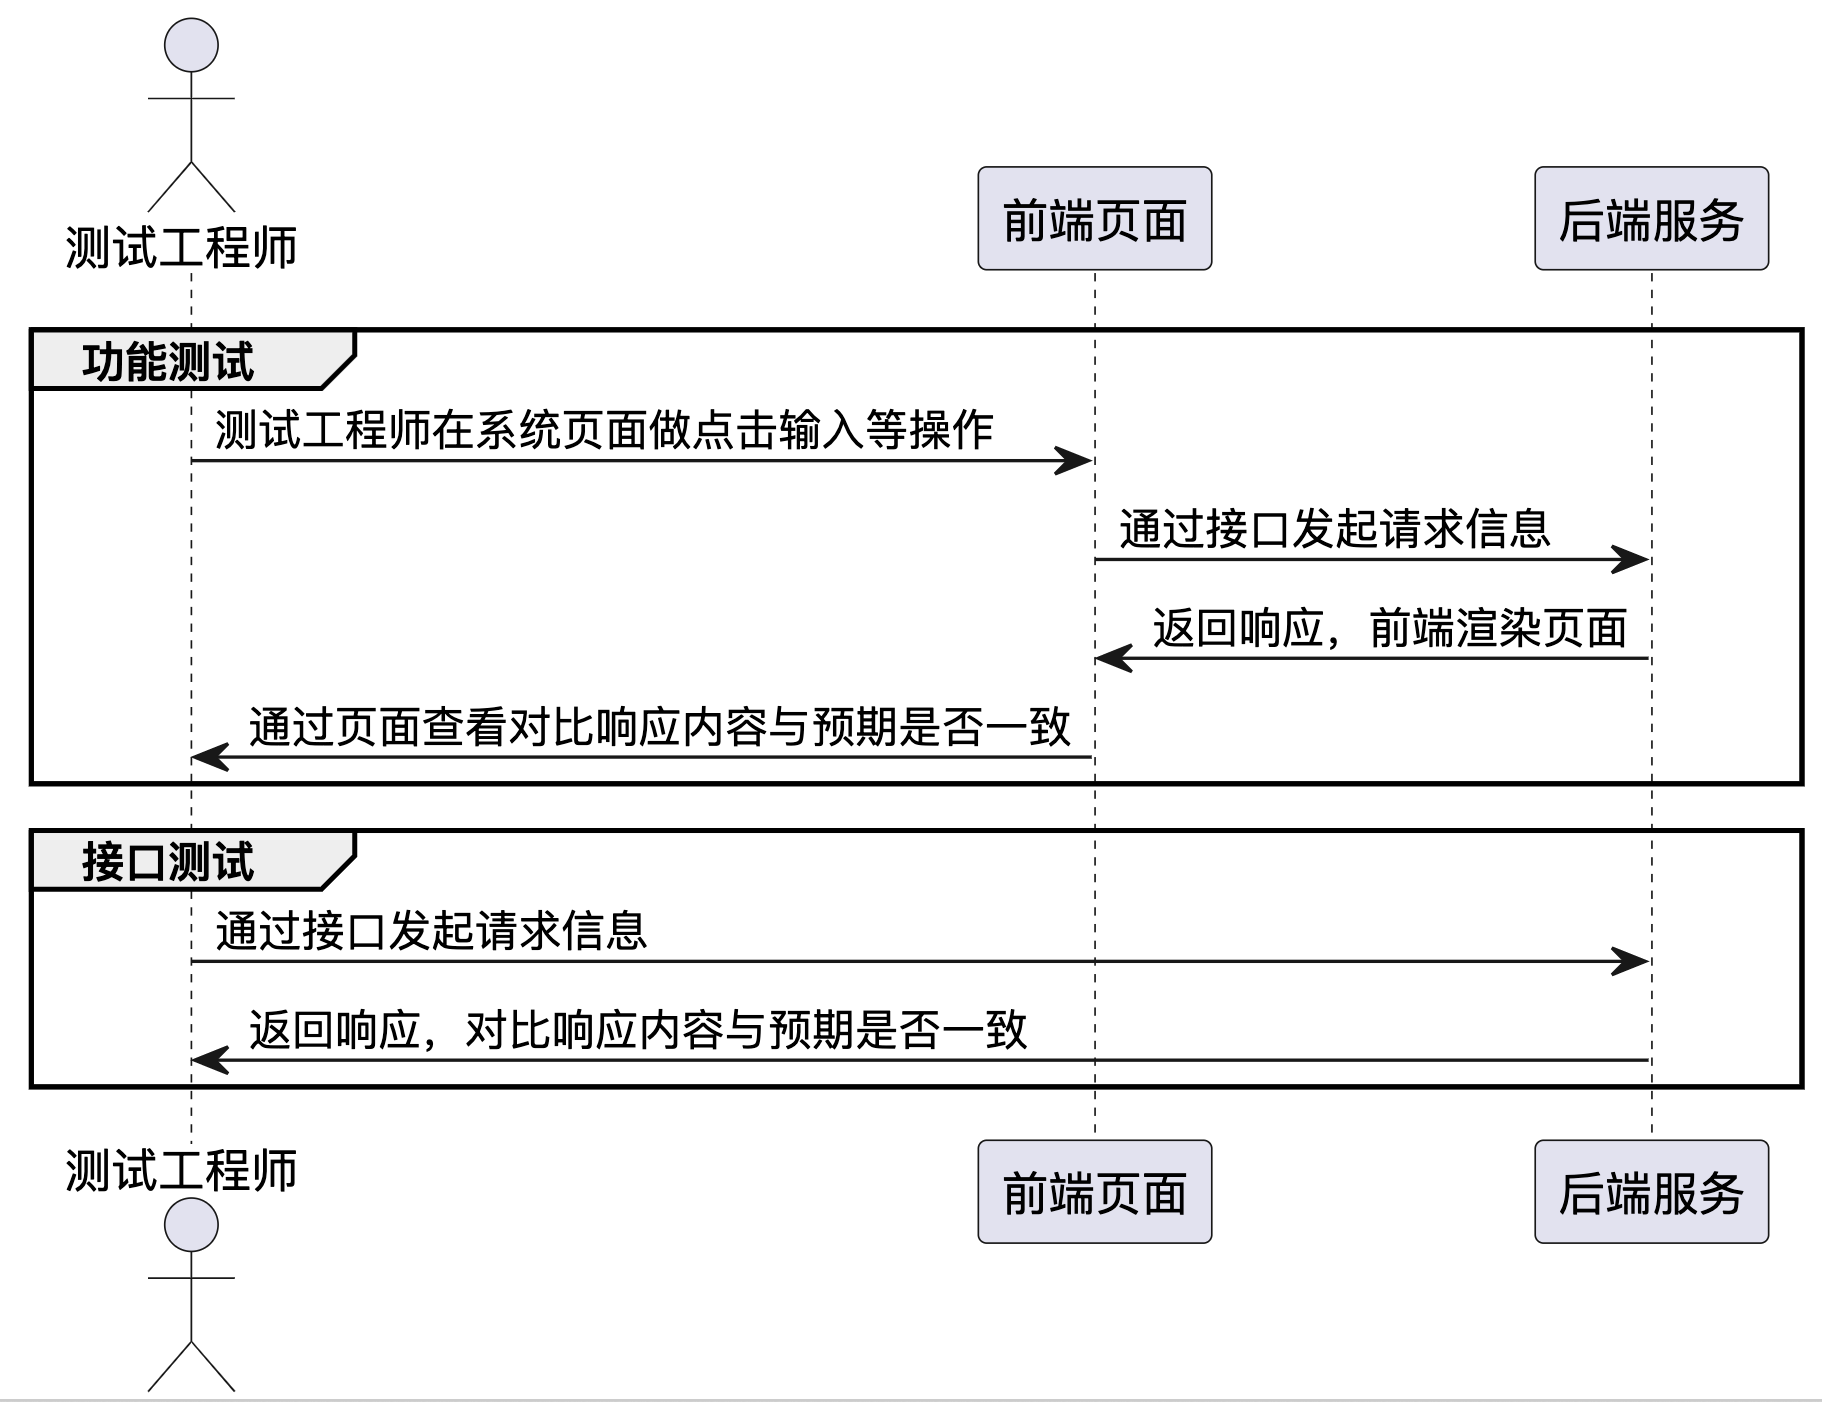 测试工程师
前端页面
后端服务
功能测试
测试工程师在系统页面做点击输入等操作
通过接口发起请求信息
返回响应，前端渲染页面
通过页面查看对比响应内容与预期是否一致
接口测试
通过接口发起请求信息
返回响应，对比响应内容与预期是否一致
测试工程师
前端页面
后端服务